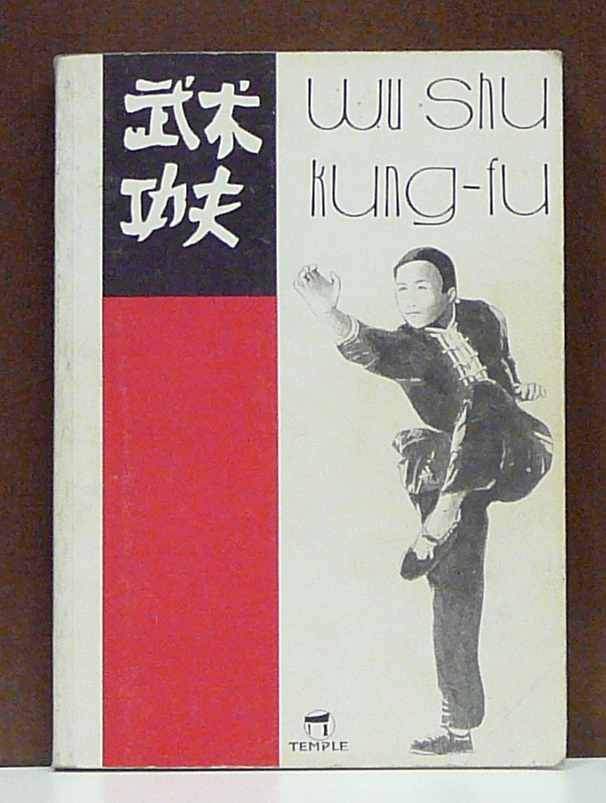 武术
功夫
wu shu
kung-fu
TEMPLE